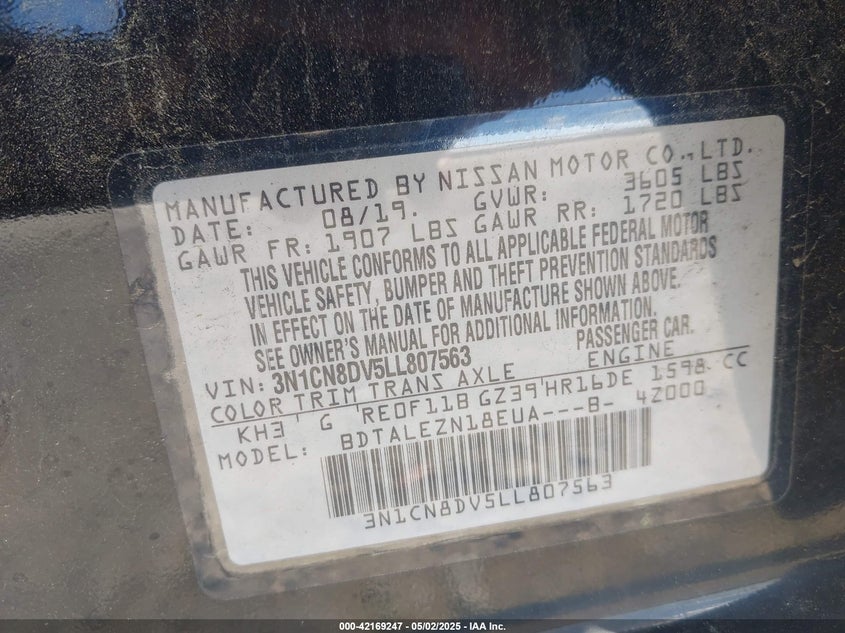 MANUFACTURED BY NISSAN MOTOR CO.,LTD.
DATE: 08/19. GVWR: 3605 LBS
GAWR FR: 1907 LBS GAWR RR: 1720 LBS
THIS VEHICLE CONFORMS TO ALL APPLICABLE FEDERAL MOTOR
VEHICLE SAFETY, BUMPER AND THEFT PREVENTION STANDARDS
IN EFFECT ON THE DATE OF MANUFACTURE SHOWN ABOVE.
SEE OWNER'S MANUAL FOR ADDITIONAL INFORMATION.
VIN: 3N1CN8DV5LL807563 PASSENGER CAR.
COLOR TRIM TRANS AXLE ENGINE
KH3 G RE0F11B GZ39 HR16DE 1598 CC
MODEL: BDTALEZN18EUA---B- 4Z000
3N1CN8DV5LL807563
000-42169247 - 05/02/2025 - IAA Inc.